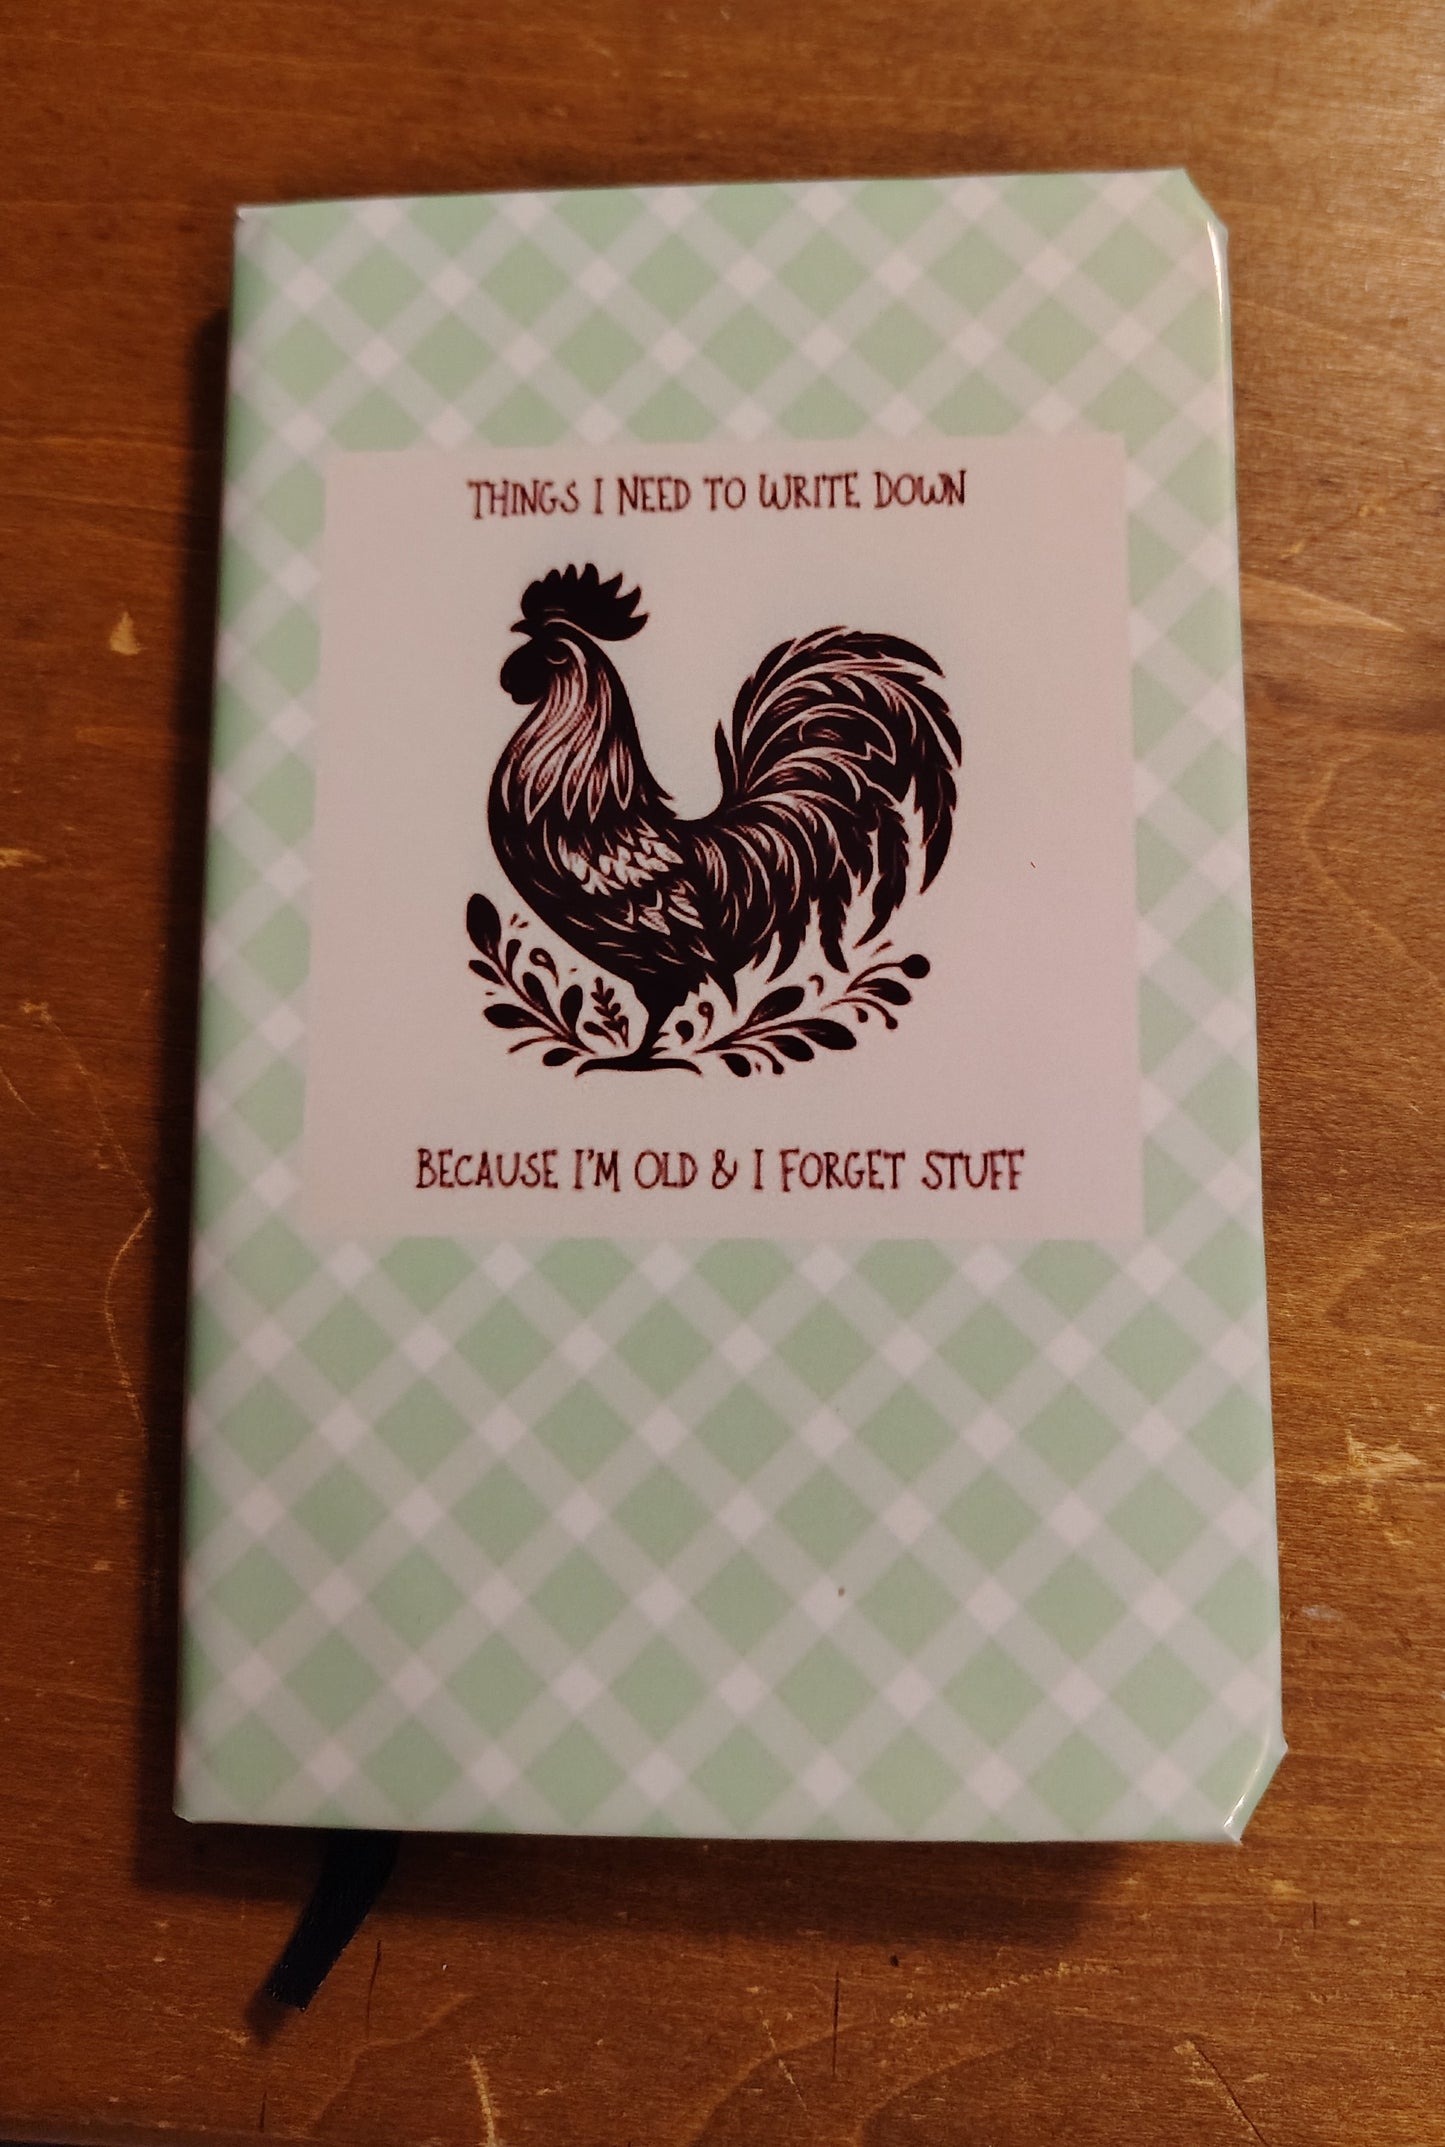 THINGS I NEED TO WRITE DOWN
BECAUSE I'M OLD & I FORGET STUFF